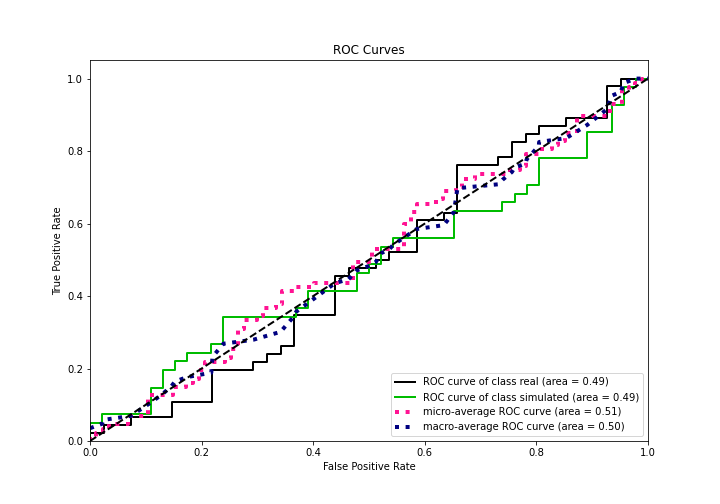 ROC Curves
True Positive Rate
1.0
0.8
0.6
0.4
0.2
0.0
ROC curve of class real (area = 0.49)
ROC curve of class simulated (area = 0.49)
micro-average ROC curve (area = 0.51)
macro-average ROC curve (area = 0.50)
0.0 0.2 0.4 0.6 0.8 1.0
False Positive Rate